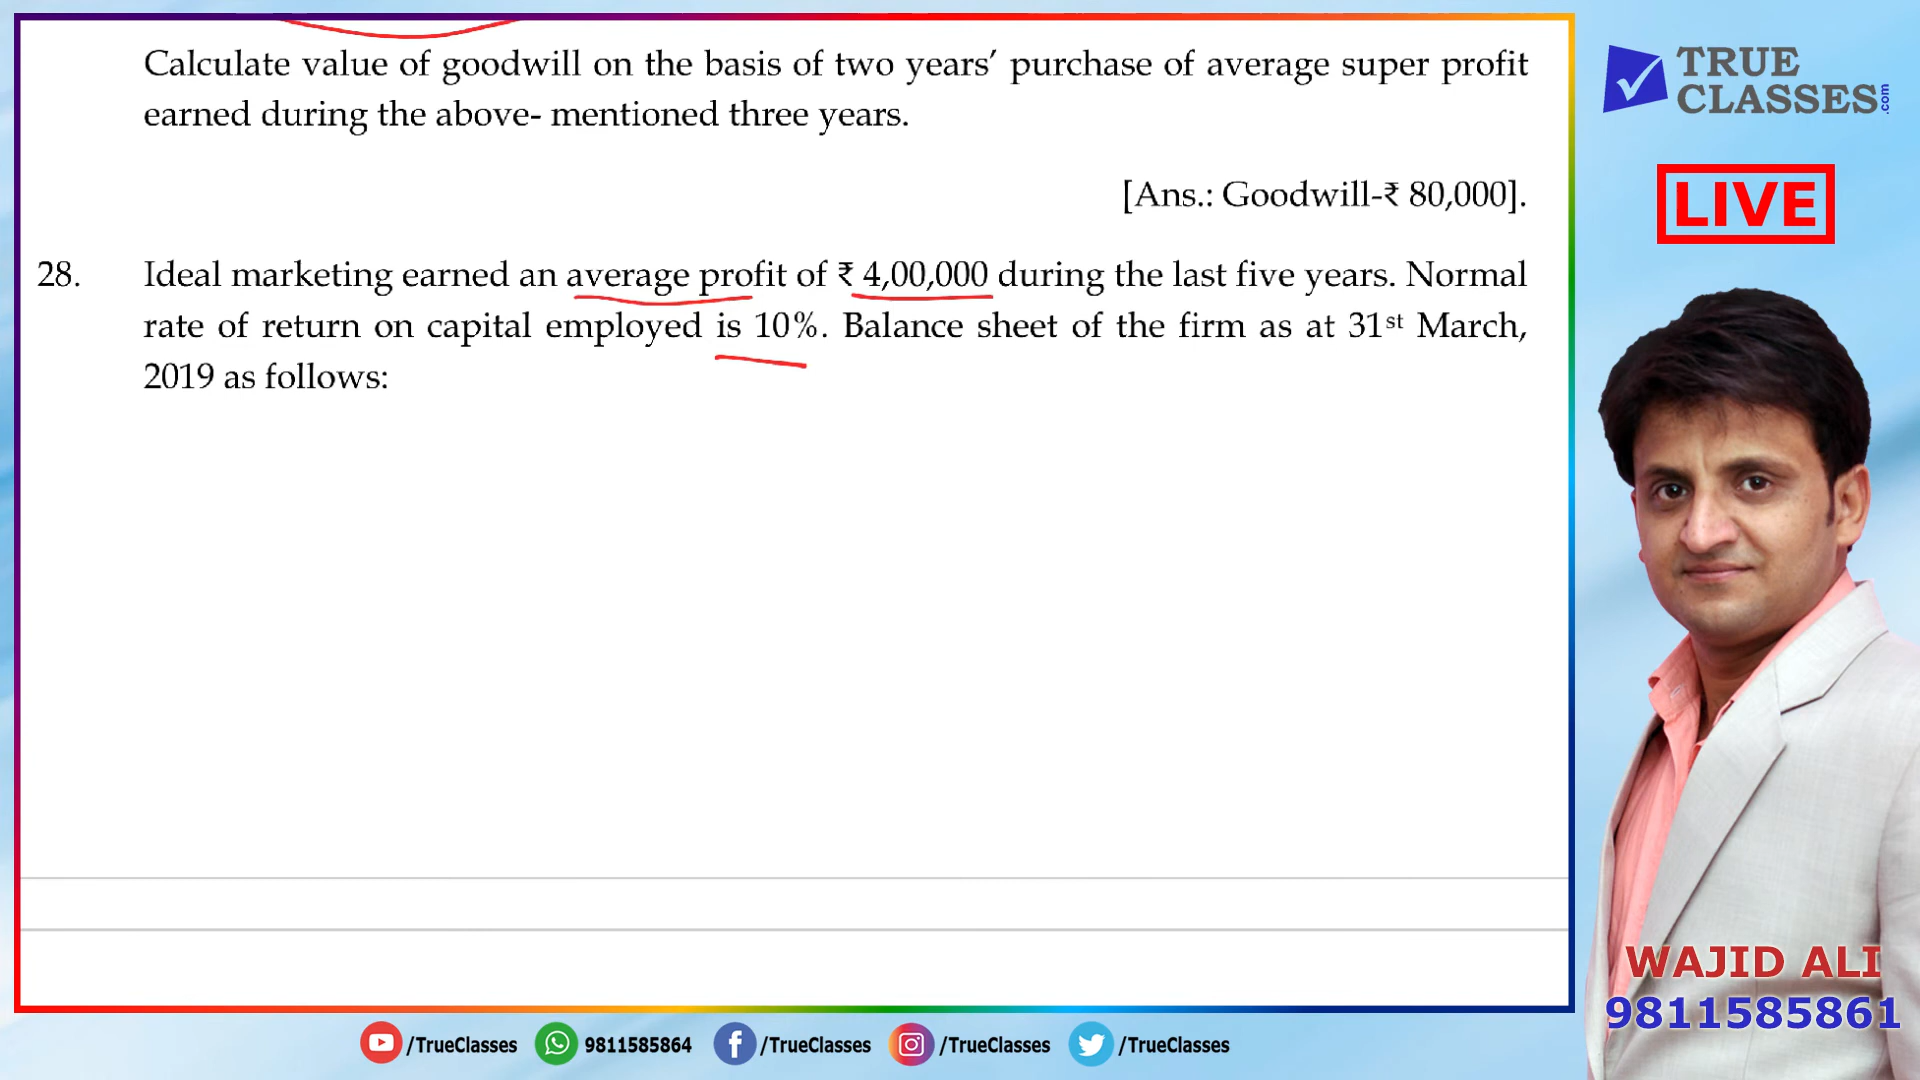 Calculate value of goodwill on the basis of two years’ purchase of average super profit
earned during the above- mentioned three years.
[Ans.: Goodwill-₹ 80,000].
28. Ideal marketing earned an average profit of ₹ 4,00,000 during the last five years. Normal
rate of return on capital employed is 10%. Balance sheet of the firm as at 31st March,
2019 as follows:
TRUE
CLASSES.com
LIVE
WAJID ALI
9811585861
/TrueClasses 9811585864 /TrueClasses /TrueClasses /TrueClasses